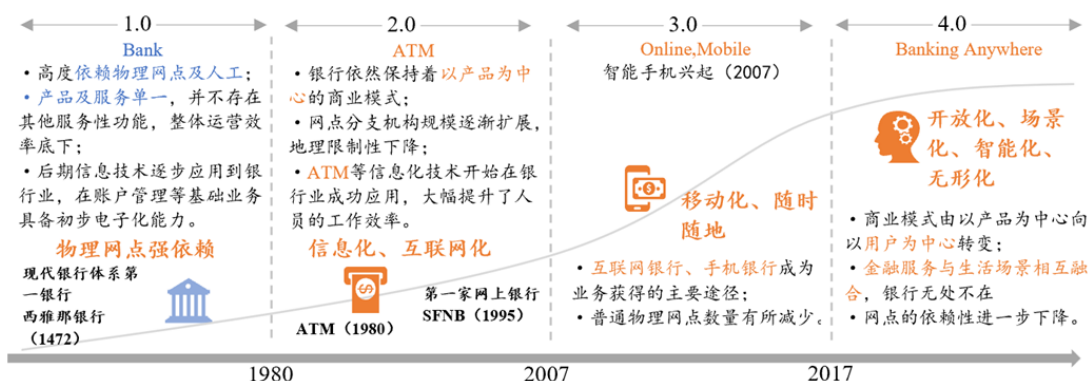 1.0
Bank
• 高度依赖物理网点及人工；
• 产品及服务单一，并不存在
其他服务性功能，整体运营效
率底下；
• 后期信息技术逐步应用到银
行业，在账户管理等基础业务
具备初步电子化能力。
物理网点强依赖
现代银行体系第
一银行
西雅那银行
(1472)
2.0
ATM
• 银行依然保持着以产品为中
心的商业模式；
• 网点分支机构规模逐渐扩展，
地理限制性下降；
• ATM等信息化技术开始在银
行业成功应用，大幅提升了人
员的工作效率。
信息化、互联网化
ATM（1980）
第一家网上银行
SFNB（1995）
3.0
Online,Mobile
智能手机兴起（2007）
移动化、随时
随地
• 互联网银行、手机银行成为
业务获得的主要途径；
• 普通物理网点数量有所减少。
4.0
Banking Anywhere
开放化、场景
化、智能化、
无形化
• 商业模式由以产品为中心向
以用户为中心转变；
• 金融服务与生活场景相互融
合，银行无处不在
• 网点的依赖性进一步下降。
1980
2007
2017